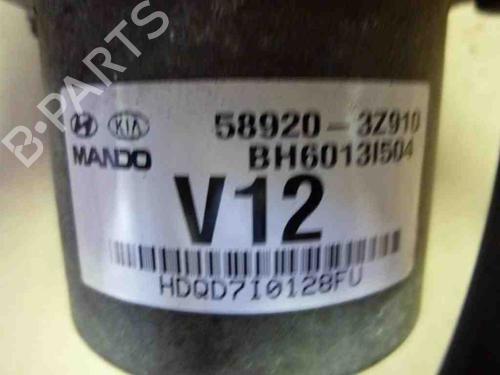 B-PARTS
KIA 58920-3Z910
MANDO BH6013I504
V12
HDQD7I0128FU